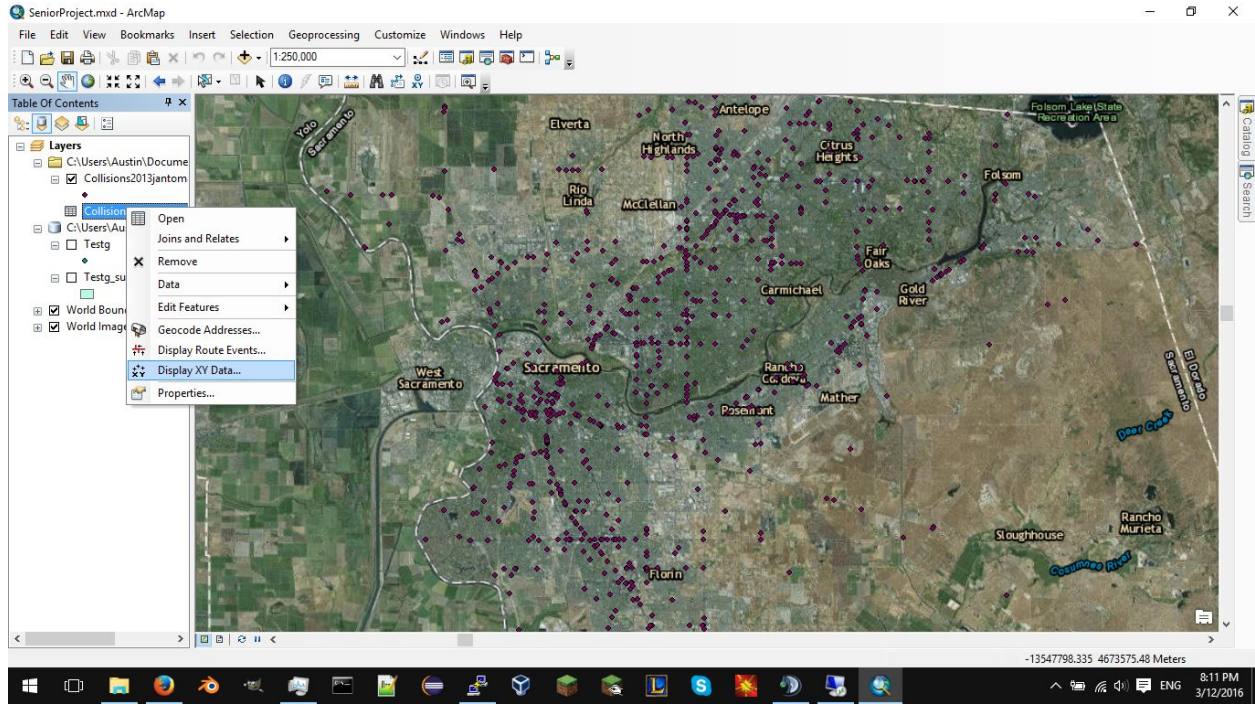 SeniorProject.mxd - ArcMap
File Edit View Bookmarks Insert Selection Geoprocessing Customize Windows Help
1:250,000
Table Of Contents
Layers
C:\Users\Austin\Docume
Collisions2013jantom
Collision
C:\Users\Au
Testg
Testg_su
World Boun
World Image
Open
Joins and Relates
Remove
Data
Edit Features
Geocode Addresses...
Display Route Events...
Display XY Data...
Properties...
Yolo
Sacramento
Elverta
Antelope
North
Highlands
Citrus
Heights
Folsom Lake State
Recreation Area
Folsom
Rio
Linda
McClellan
Fair
Oaks
Carmichael
Gold
River
West
Sacramento
Sacramento
Rancho
Cordova
Mather
Rosemont
El Dorado
Sacramento
Deer Creek
Rancho
Murieta
Sloughhouse
Cosumnes River
Florin
Catalog
Search
-13547798.335 4673575.48 Meters
ENG
8:11 PM
3/12/2016